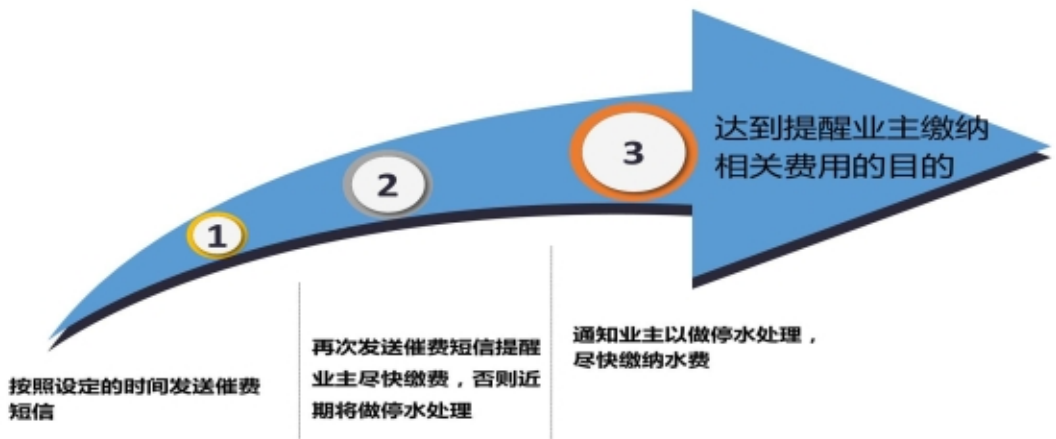 1
2
3
达到提醒业主缴纳
相关费用的目的
按照设定的时间发送催费
短信
再次发送催费短信提醒
业主尽快缴费，否则近
期将做停水处理
通知业主以做停水处理，
尽快缴纳水费